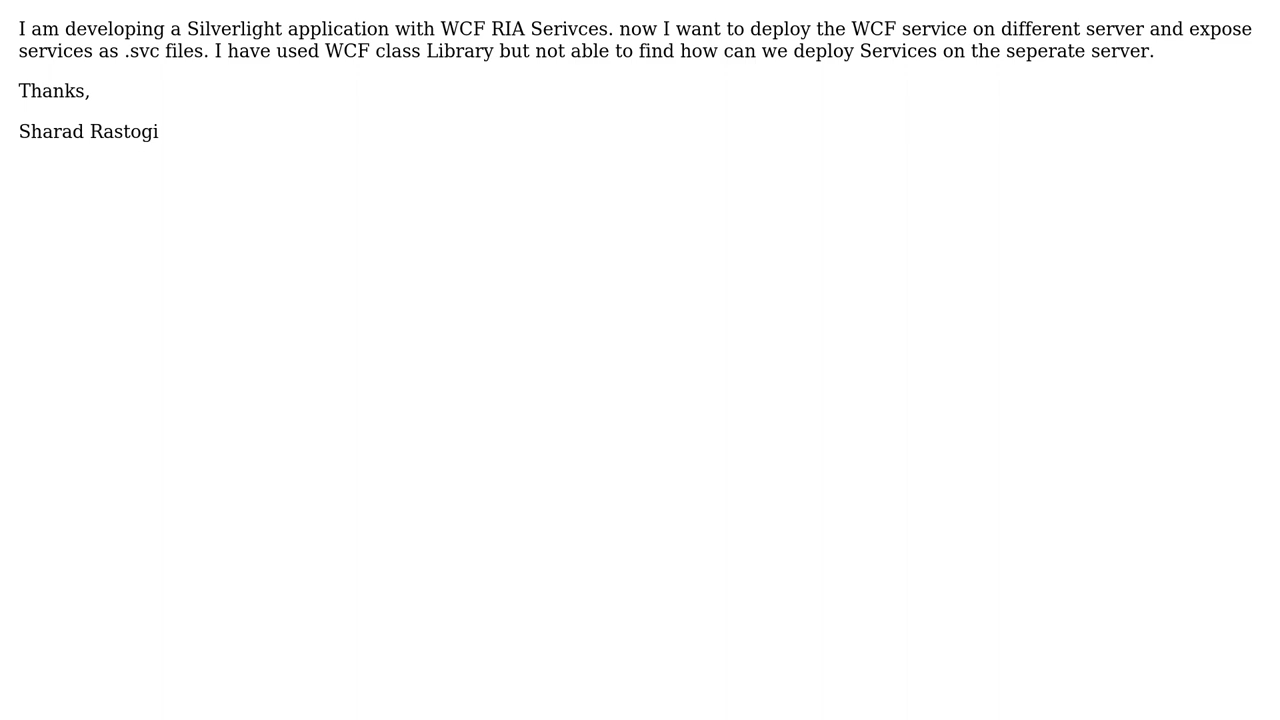 I am developing a Silverlight application with WCF RIA Serivces. now I want to deploy the WCF service on different server and expose
services as .svc files. I have used WCF class Library but not able to find how can we deploy Services on the seperate server.
Thanks,
Sharad Rastogi